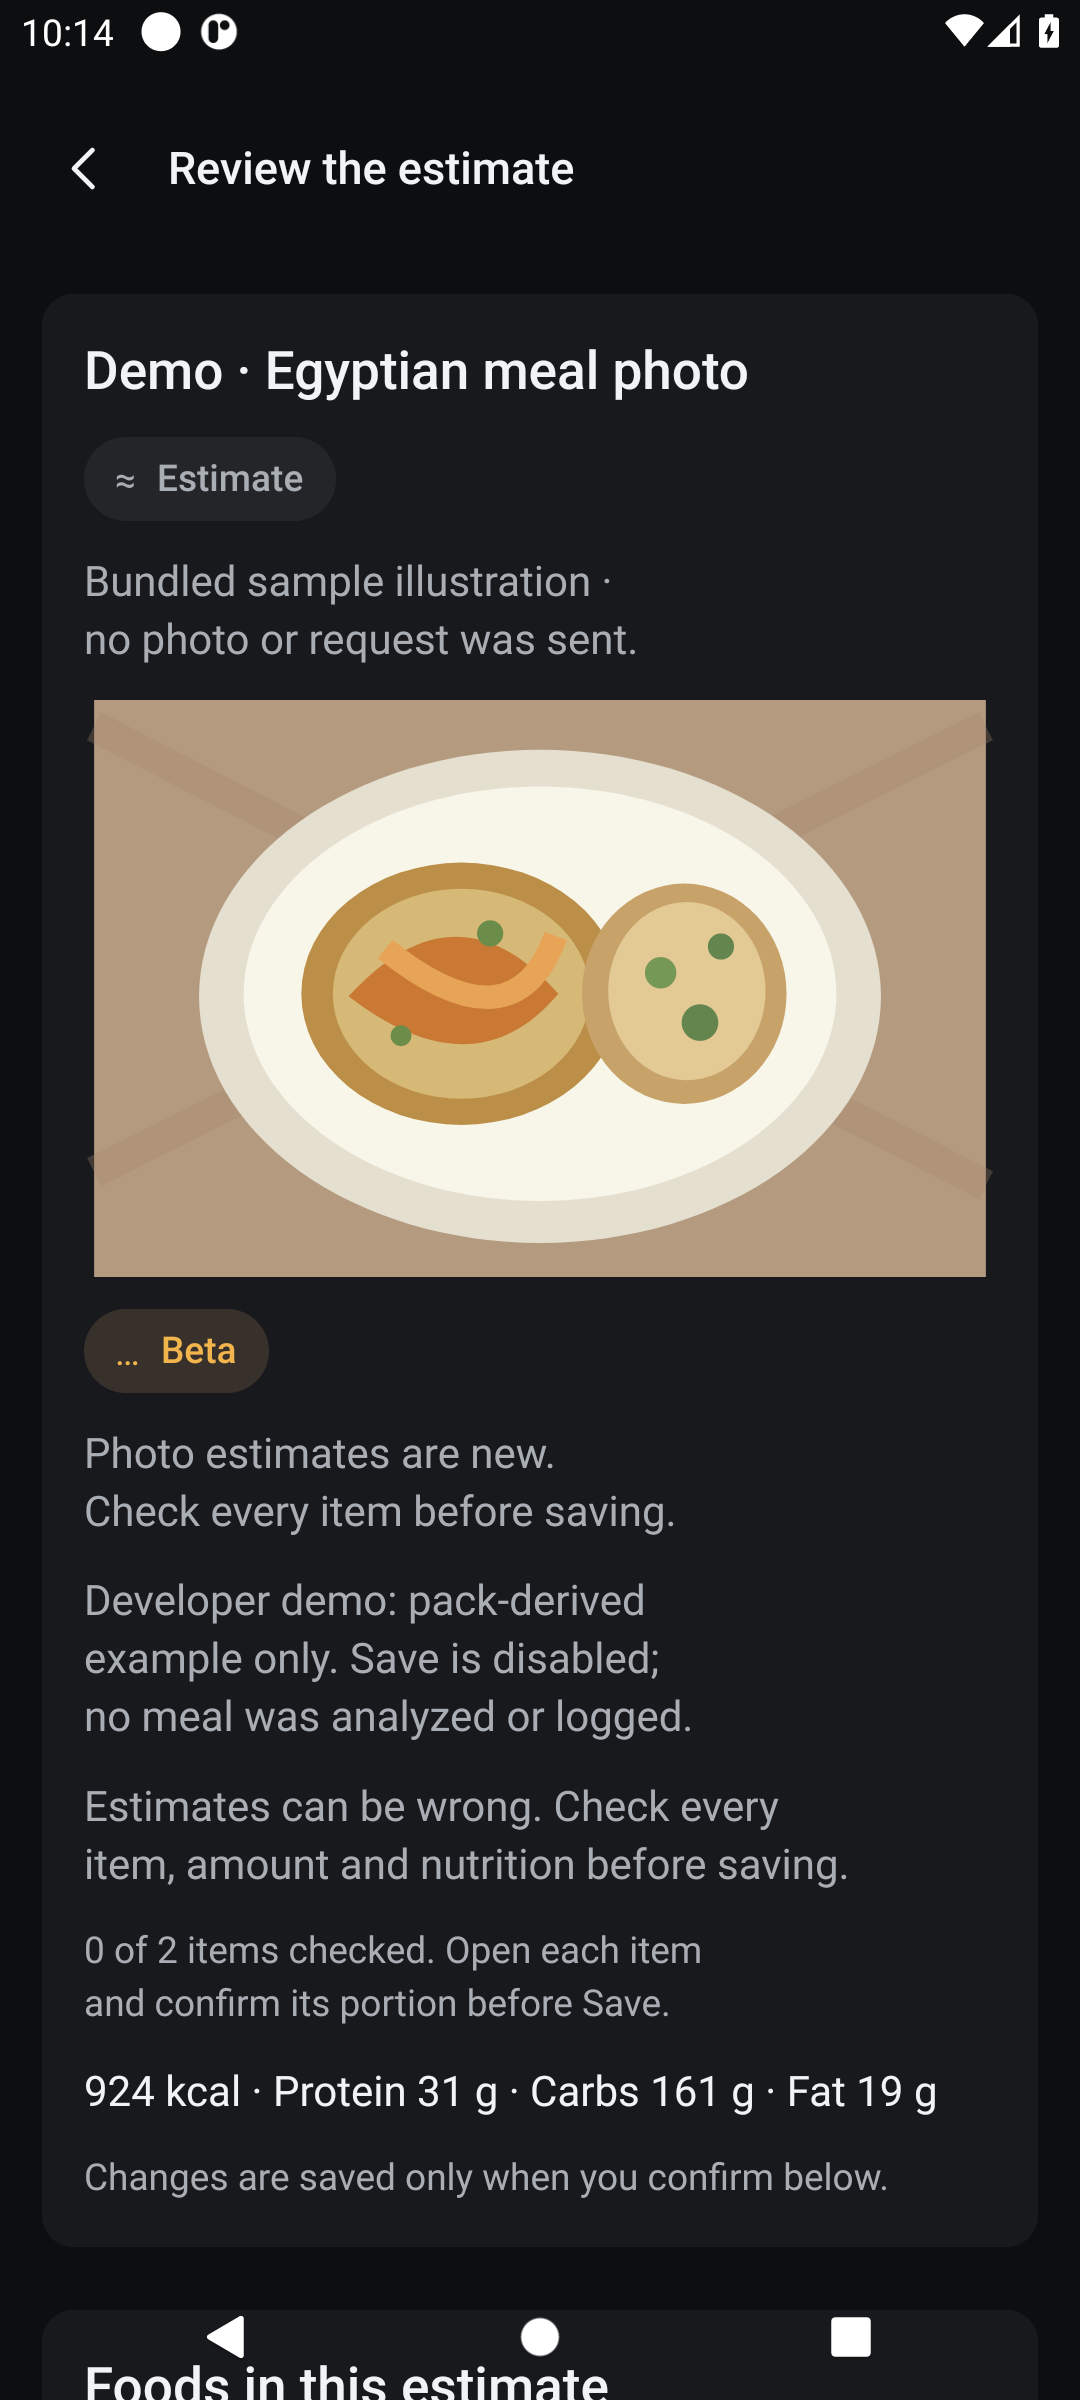 10:14
Review the estimate
Demo · Egyptian meal photo
≈ Estimate
Bundled sample illustration ·
no photo or request was sent.
… Beta
Photo estimates are new.
Check every item before saving.
Developer demo: pack-derived
example only. Save is disabled;
no meal was analyzed or logged.
Estimates can be wrong. Check every
item, amount and nutrition before saving.
0 of 2 items checked. Open each item
and confirm its portion before Save.
924 kcal · Protein 31 g · Carbs 161 g · Fat 19 g
Changes are saved only when you confirm below.
Foods in this estimate